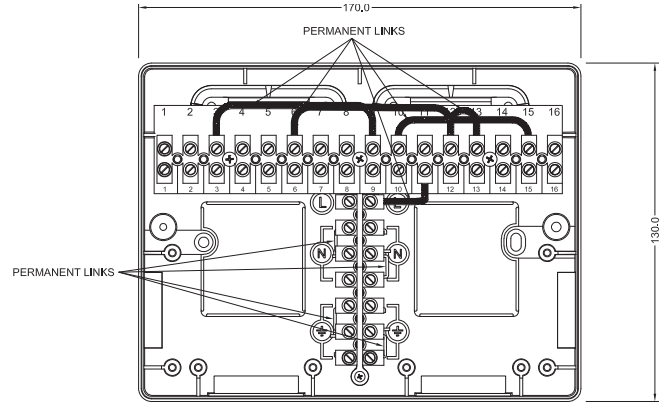 170.0
PERMANENT LINKS
1 2 3 4 5 6 7 8 9 10 11 12 13 14 15 16
1 2 3 4 5 6 7 8 9 10 11 12 13 14 15 16
L L
130.0
N N
PERMANENT LINKS